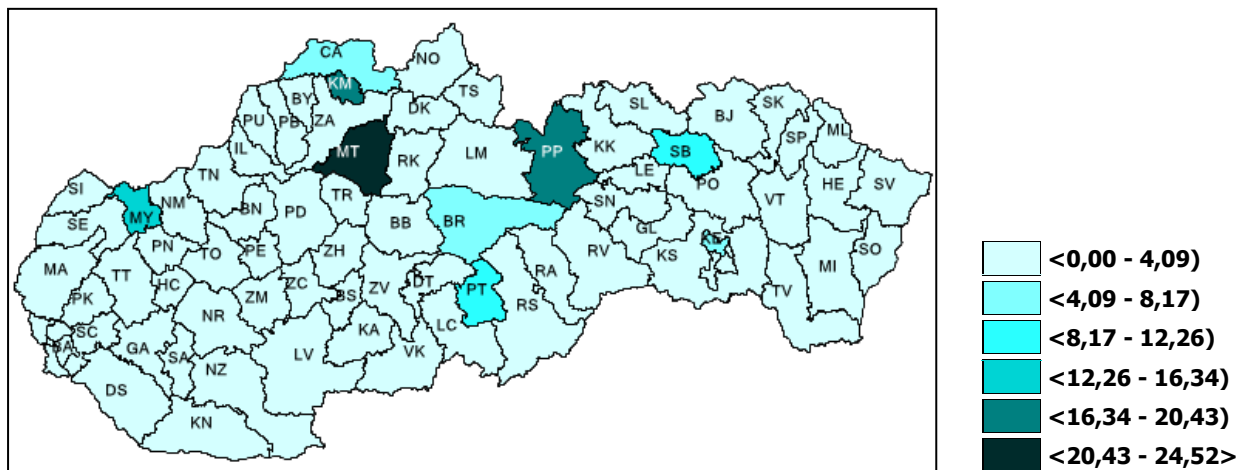 CA
NO
KM
TS
BY
DK
SL
SK
PU
PB
ZA
BJ
SP
ML
IL
MT
RK
LM
PP
KK
SB
TN
LE
PO
HE
SV
SI
NM
BN
PD
TR
SN
VT
MY
SE
BB
BR
GL
KE
PN
TO
PE
ZH
RV
KS
SO
MA
TT
HC
ZM
ZC
BS
ZV
DT
PT
RA
MI
TV
PK
NR
RS
SC
KA
LC
BA
GA
SA
NZ
LV
VK
DS
KN
<0,00 - 4,09)
<4,09 - 8,17)
<8,17 - 12,26)
<12,26 - 16,34)
<16,34 - 20,43)
<20,43 - 24,52>